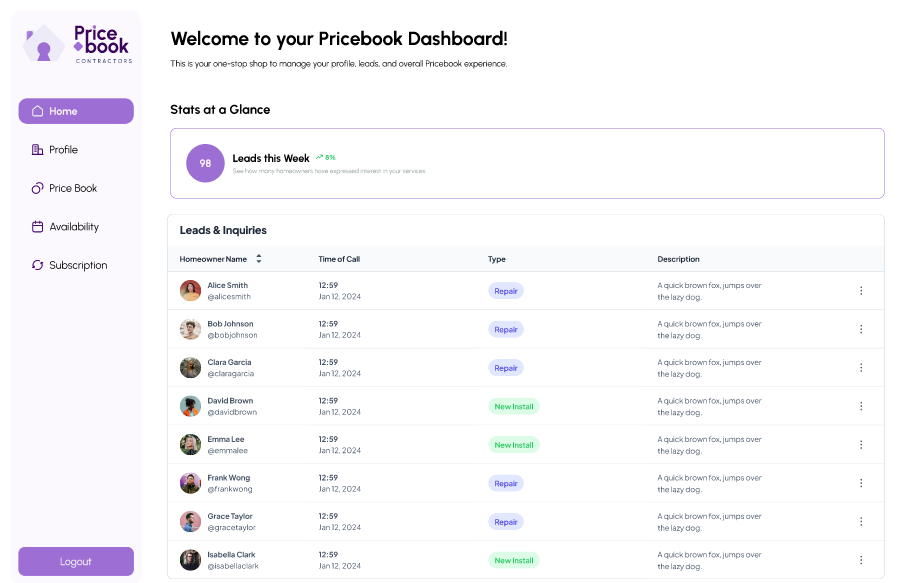 Price
book
CONTRACTORS
Home
Profile
Price Book
Availability
Subscription
Logout
Welcome to your Pricebook Dashboard!
This is your one-stop shop to manage your profile, leads, and overall Pricebook experience.
Stats at a Glance
98
Leads this Week 8%
See how many homeowners have expressed interest in your services
Leads & Inquiries
Homeowner Name Time of Call Type Description
Alice Smith 12:59 Repair A quick brown fox, jumps over
@alicesmith Jan 12, 2024 the lazy dog.
Bob Johnson 12:59 Repair A quick brown fox, jumps over
@bobjohnson Jan 12, 2024 the lazy dog.
Clara Garcia 12:59 Repair A quick brown fox, jumps over
@claragarcia Jan 12, 2024 the lazy dog.
David Brown 12:59 New Install A quick brown fox, jumps over
@davidbrown Jan 12, 2024 the lazy dog.
Emma Lee 12:59 New Install A quick brown fox, jumps over
@emmalee Jan 12, 2024 the lazy dog.
Frank Wong 12:59 Repair A quick brown fox, jumps over
@frankwong Jan 12, 2024 the lazy dog.
Grace Taylor 12:59 Repair A quick brown fox, jumps over
@gracetaylor Jan 12, 2024 the lazy dog.
Isabella Clark 12:59 New Install A quick brown fox, jumps over
@isabellaclark Jan 12, 2024 the lazy dog.